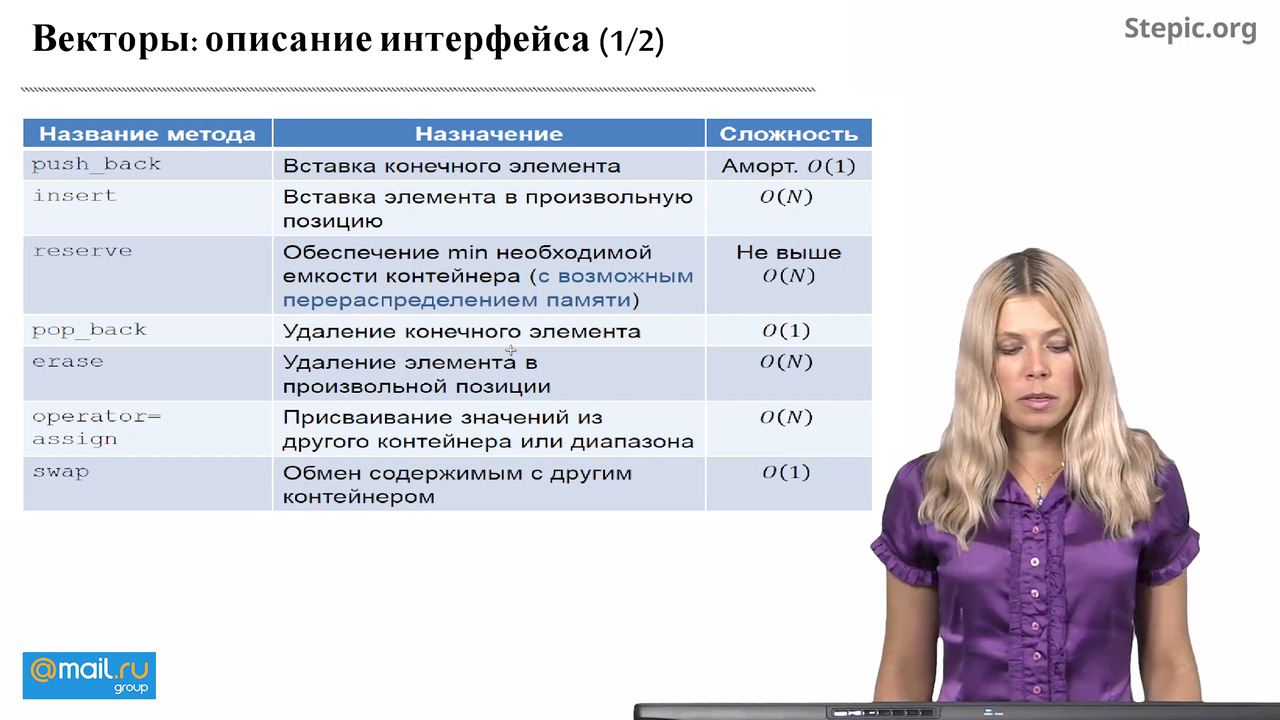 Векторы: описание интерфейса (1/2)
Stepic.org
Название метода Назначение Сложность
push_back Вставка конечного элемента Аморт. O(1)
insert Вставка элемента в произвольную O(N)
позицию
reserve Обеспечение min необходимой Не выше
емкости контейнера (с возможным O(N)
перераспределением памяти)
pop_back Удаление конечного элемента O(1)
erase Удаление элемента в O(N)
произвольной позиции
operator= Присваивание значений из O(N)
assign другого контейнера или диапазона
swap Обмен содержимым с другим O(1)
контейнером
@mail.ru
group